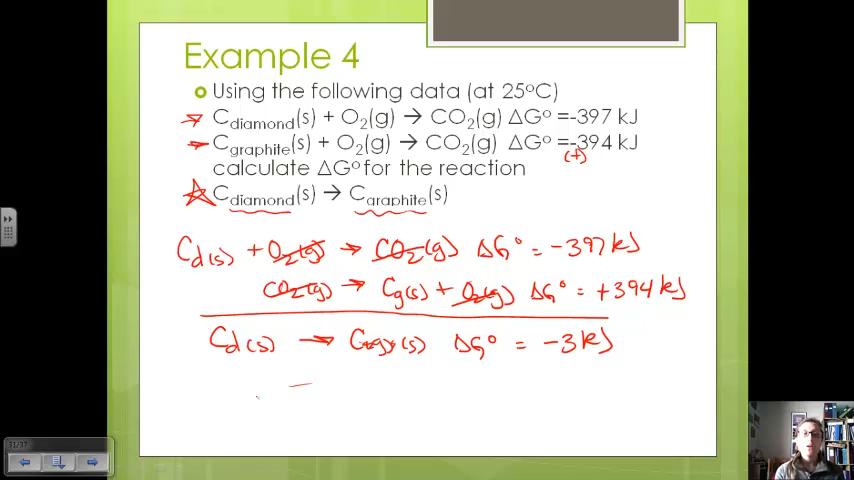 Example 4
Using the following data (at 25°C)
C_diamond(s) + O₂(g) → CO₂(g) ΔG° =-397 kJ
C_graphite(s) + O₂(g) → CO₂(g) ΔG° =-394 kJ
(+)
calculate ΔG° for the reaction
C_diamond(s) → C_graphite(s)
C_d(s) + O₂(g) → CO₂(g) ΔG° = -397 kJ
CO₂(g) → C_g(s) + O₂(g) ΔG° = +394 kJ
C_d(s) → C_g(s) ΔG° = -3 kJ